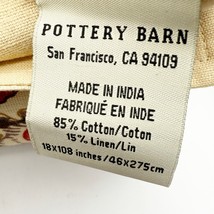 POTTERY BARN
San Francisco, CA 94109
MADE IN INDIA
FABRIQUÉ EN INDE
85% Cotton/Coton
15% Linen/Lin
18x108 inches/46x275cm